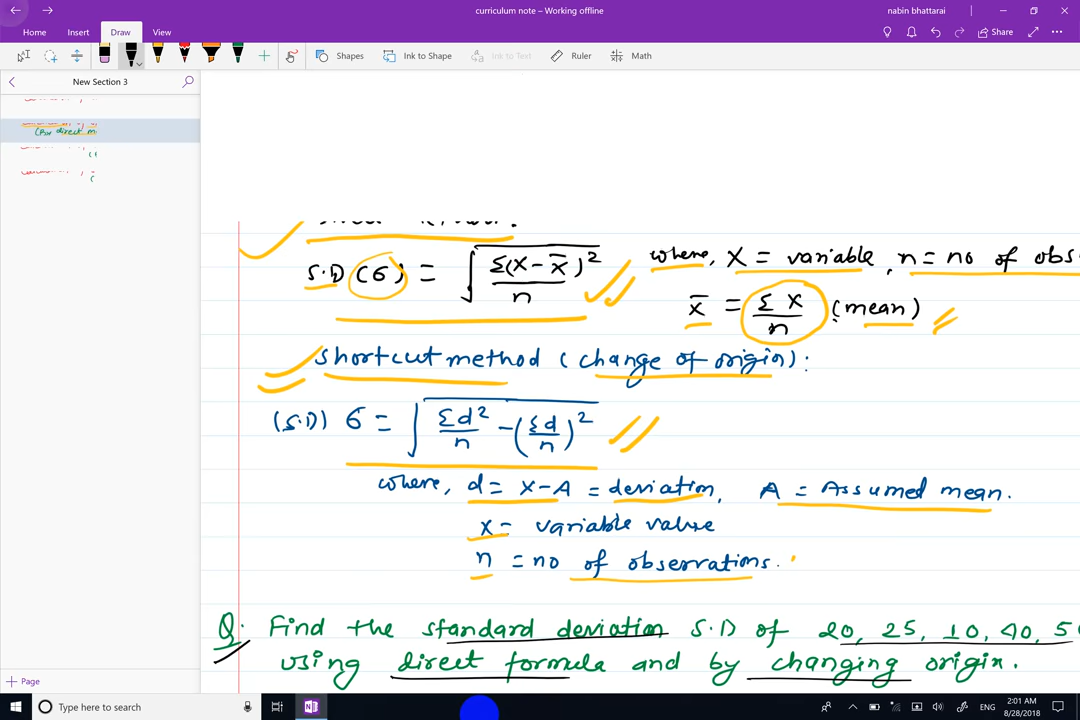 curriculum note – Working offline
nabin bhattarai
Home Insert Draw View
Share
Shapes Ink to Shape Ink to Text Ruler Math
New Section 3
(For direct m
S.D (σ) = √Σ(X-X̄)²/n where, X = variable, n = no of obs
X̄ = ΣX/n (mean)
Shortcut method (change of origin):
(S.D) σ = √Σd²/n - (Σd/n)²
where, d = X-A = deviation, A = Assumed mean.
x = variable value
n = no of observations.
Q. Find the standard deviation S.D of 20, 25, 10, 40, 5
using direct formula and by changing origin.
+ Page
Type here to search
ENG
2:01 AM
8/28/2018